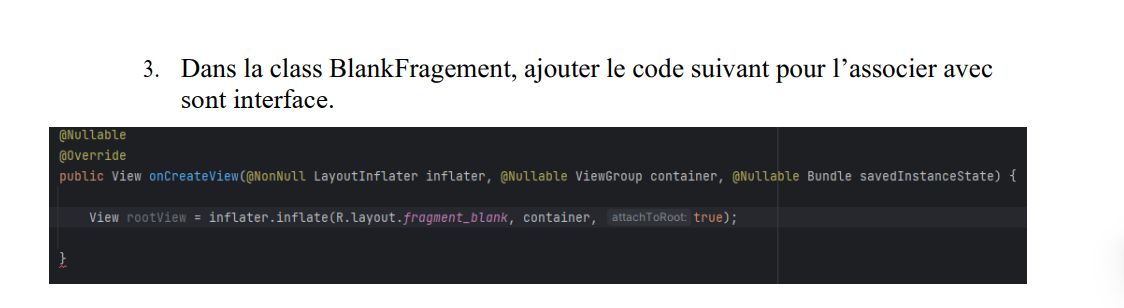 3. Dans la class BlankFragement, ajouter le code suivant pour l’associer avec
sont interface.
@Nullable
@Override
public View onCreateView(@NonNull LayoutInflater inflater, @Nullable ViewGroup container, @Nullable Bundle savedInstanceState) {
View rootView = inflater.inflate(R.layout.fragment_blank, container, attachToRoot: true);
}